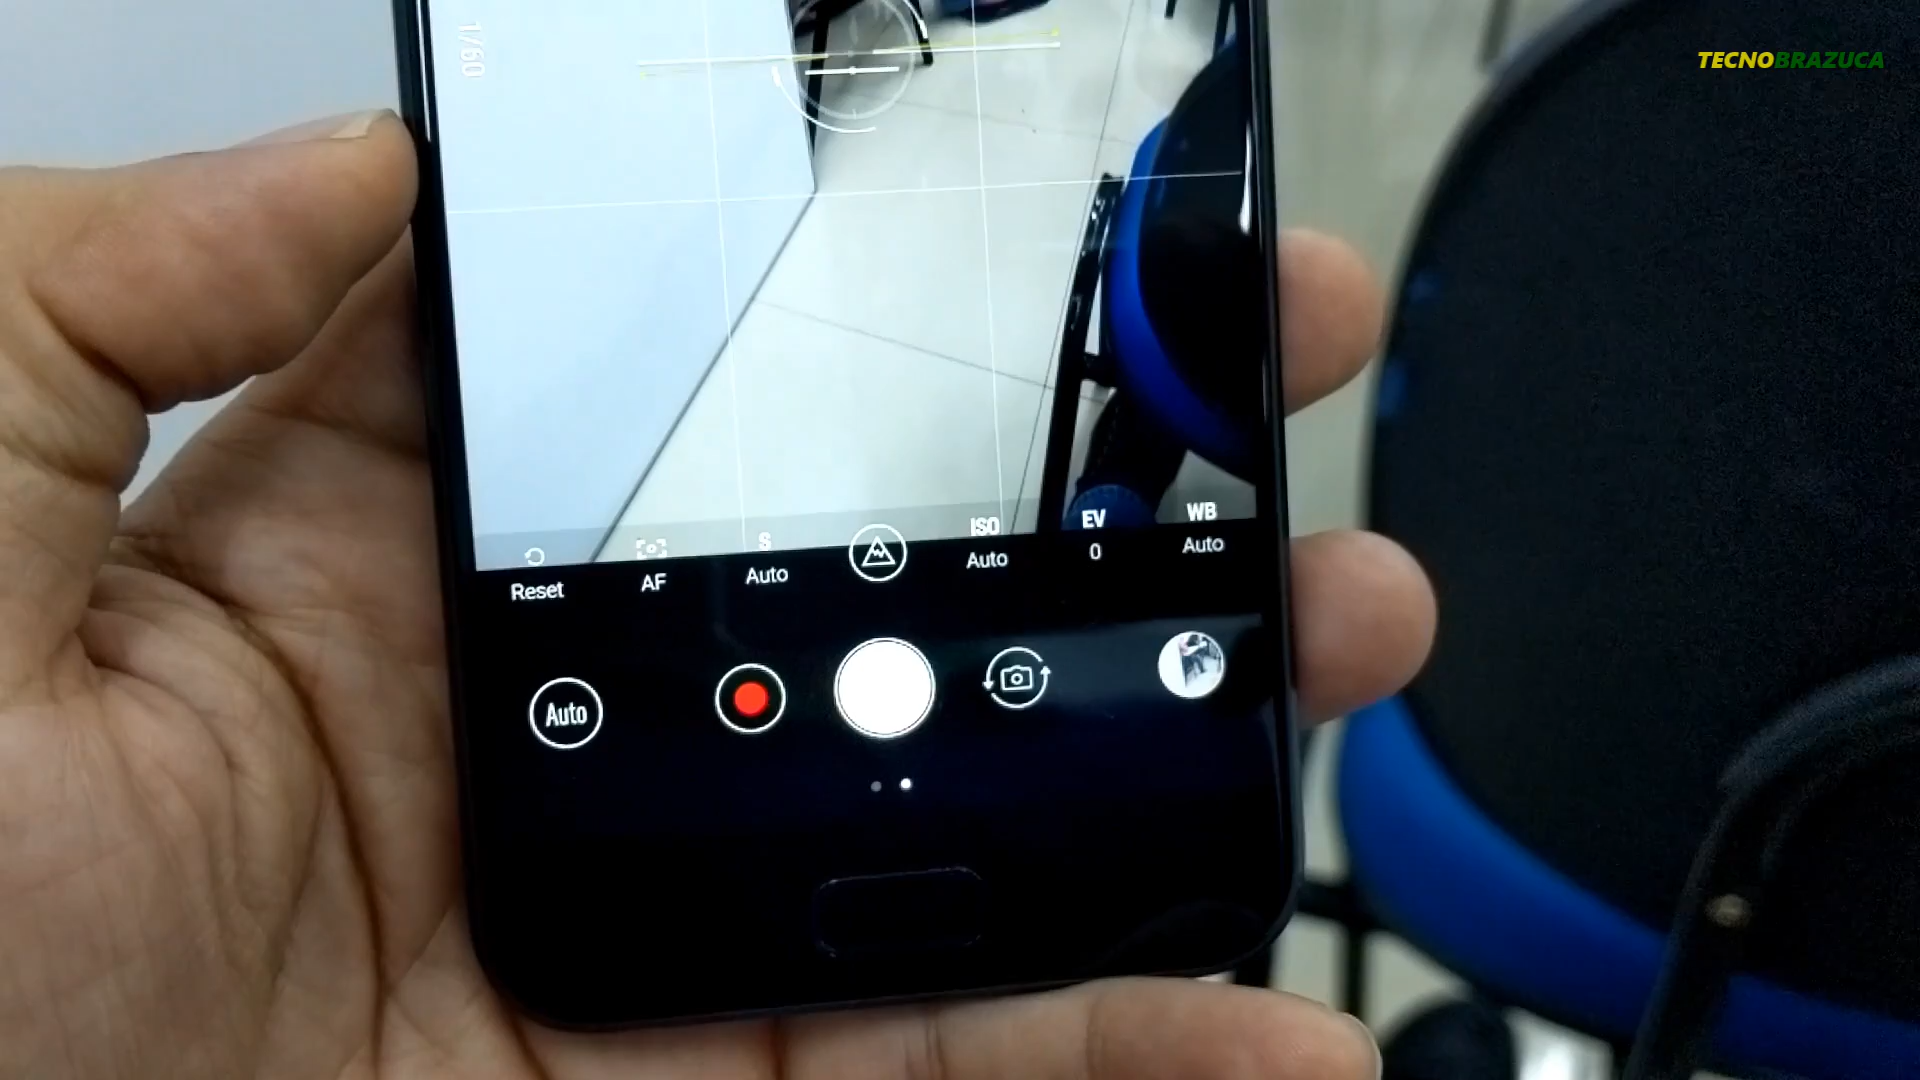 TECNOBRAZUCA
1/60
S
ISO
EV
WB
Reset
AF
Auto
Auto
0
Auto
Auto